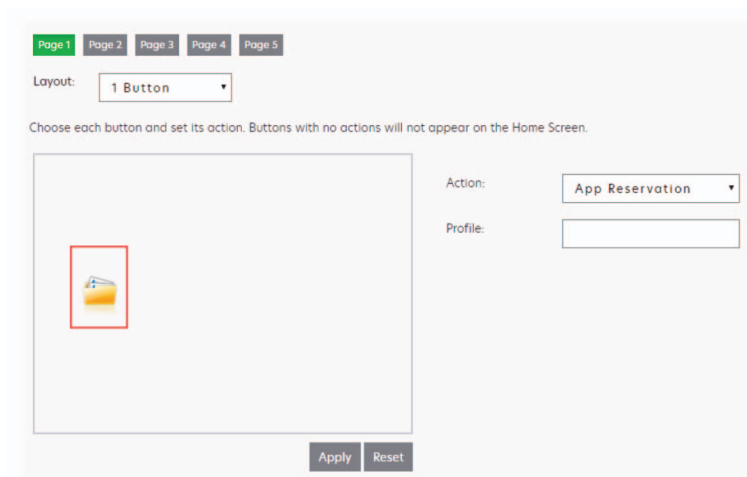 Page 1 Page 2 Page 3 Page 4 Page 5
Layout: 1 Button
Choose each button and set its action. Buttons with no actions will not appear on the Home Screen.
Action: App Reservation
Profile:
Apply Reset